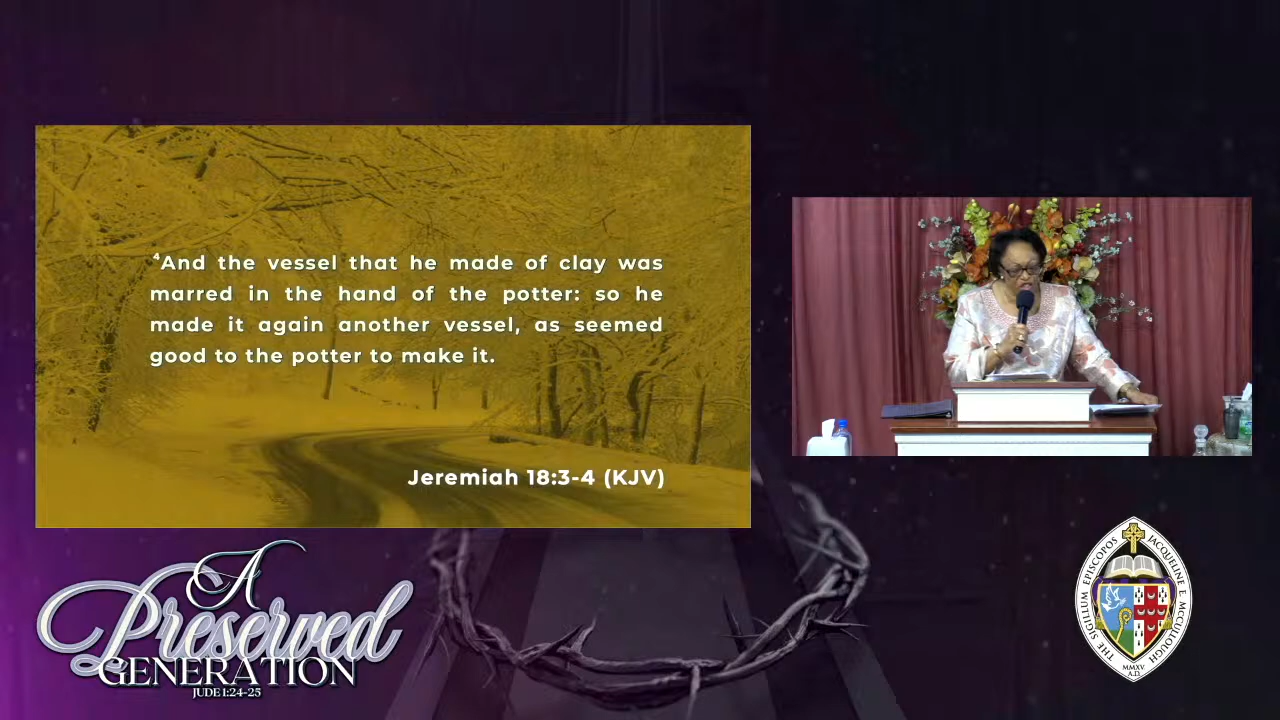 ⁴And the vessel that he made of clay was
marred in the hand of the potter: so he
made it again another vessel, as seemed
good to the potter to make it.
Jeremiah 18:3-4 (KJV)
A
Preserved
GENERATION
JUDE 1:24-25
THE SIGILLUM EPISCOPOS JACQUELINE E. MCCULLOUGH
MMXV
A.D.